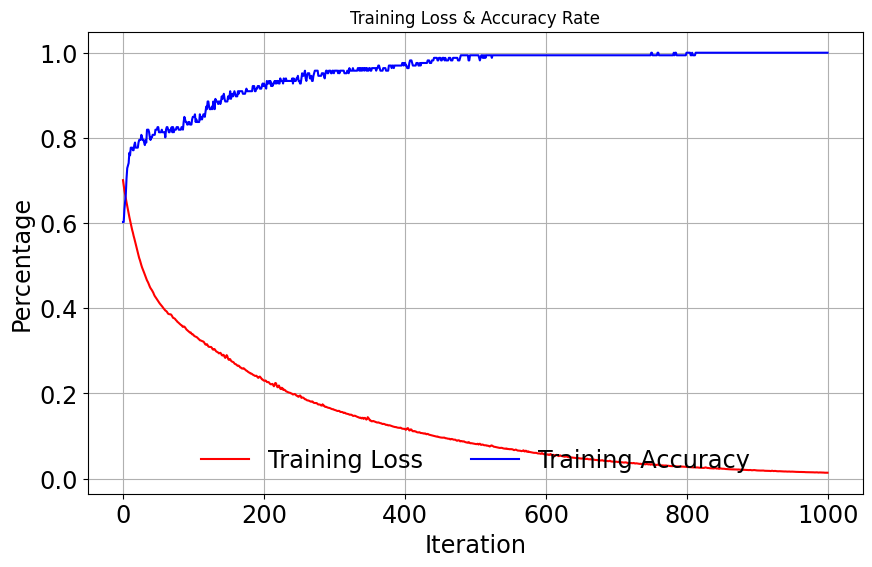 Training Loss & Accuracy Rate
1.0
0.8
0.6
0.4
0.2
0.0
Percentage
Training Loss Training Accuracy
0 200 400 600 800 1000
Iteration